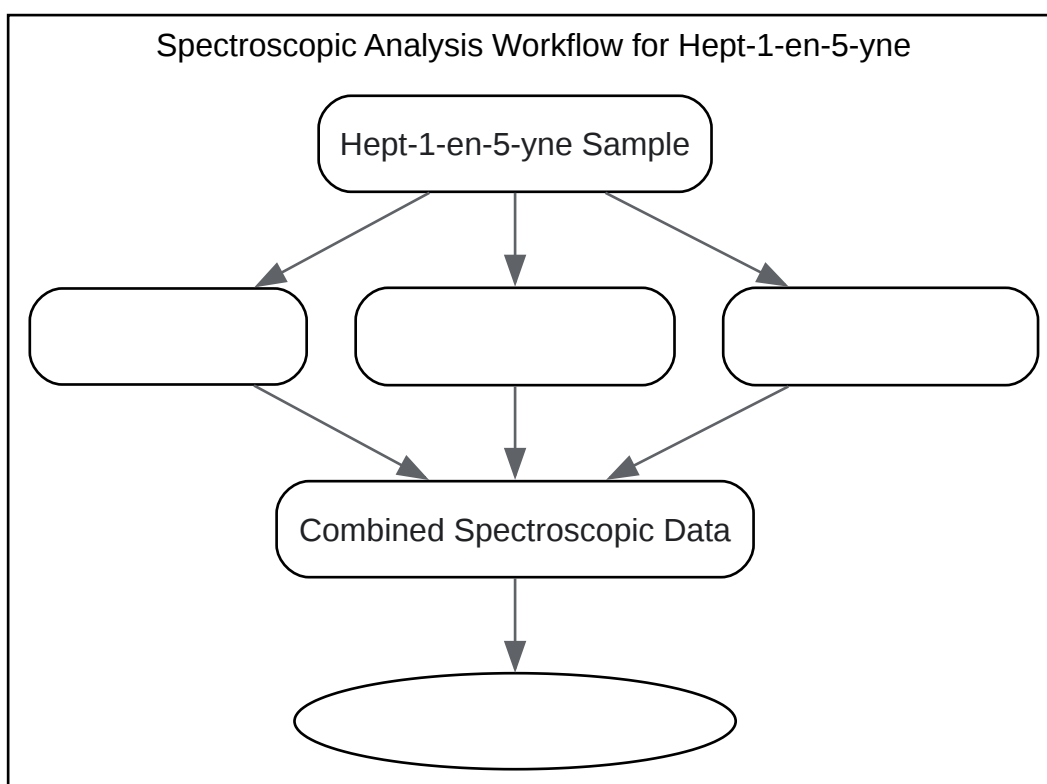 Spectroscopic Analysis Workflow for Hept-1-en-5-yne
Hept-1-en-5-yne Sample
Combined Spectroscopic Data